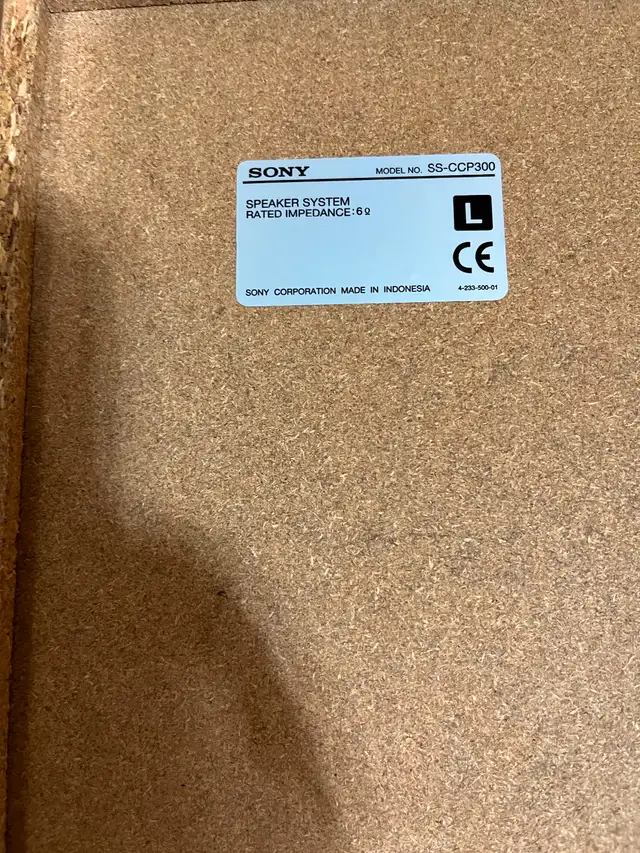 SONY MODEL NO. SS-CCP300
SPEAKER SYSTEM
RATED IMPEDANCE:6Ω
L
CE
SONY CORPORATION MADE IN INDONESIA 4-233-500-01